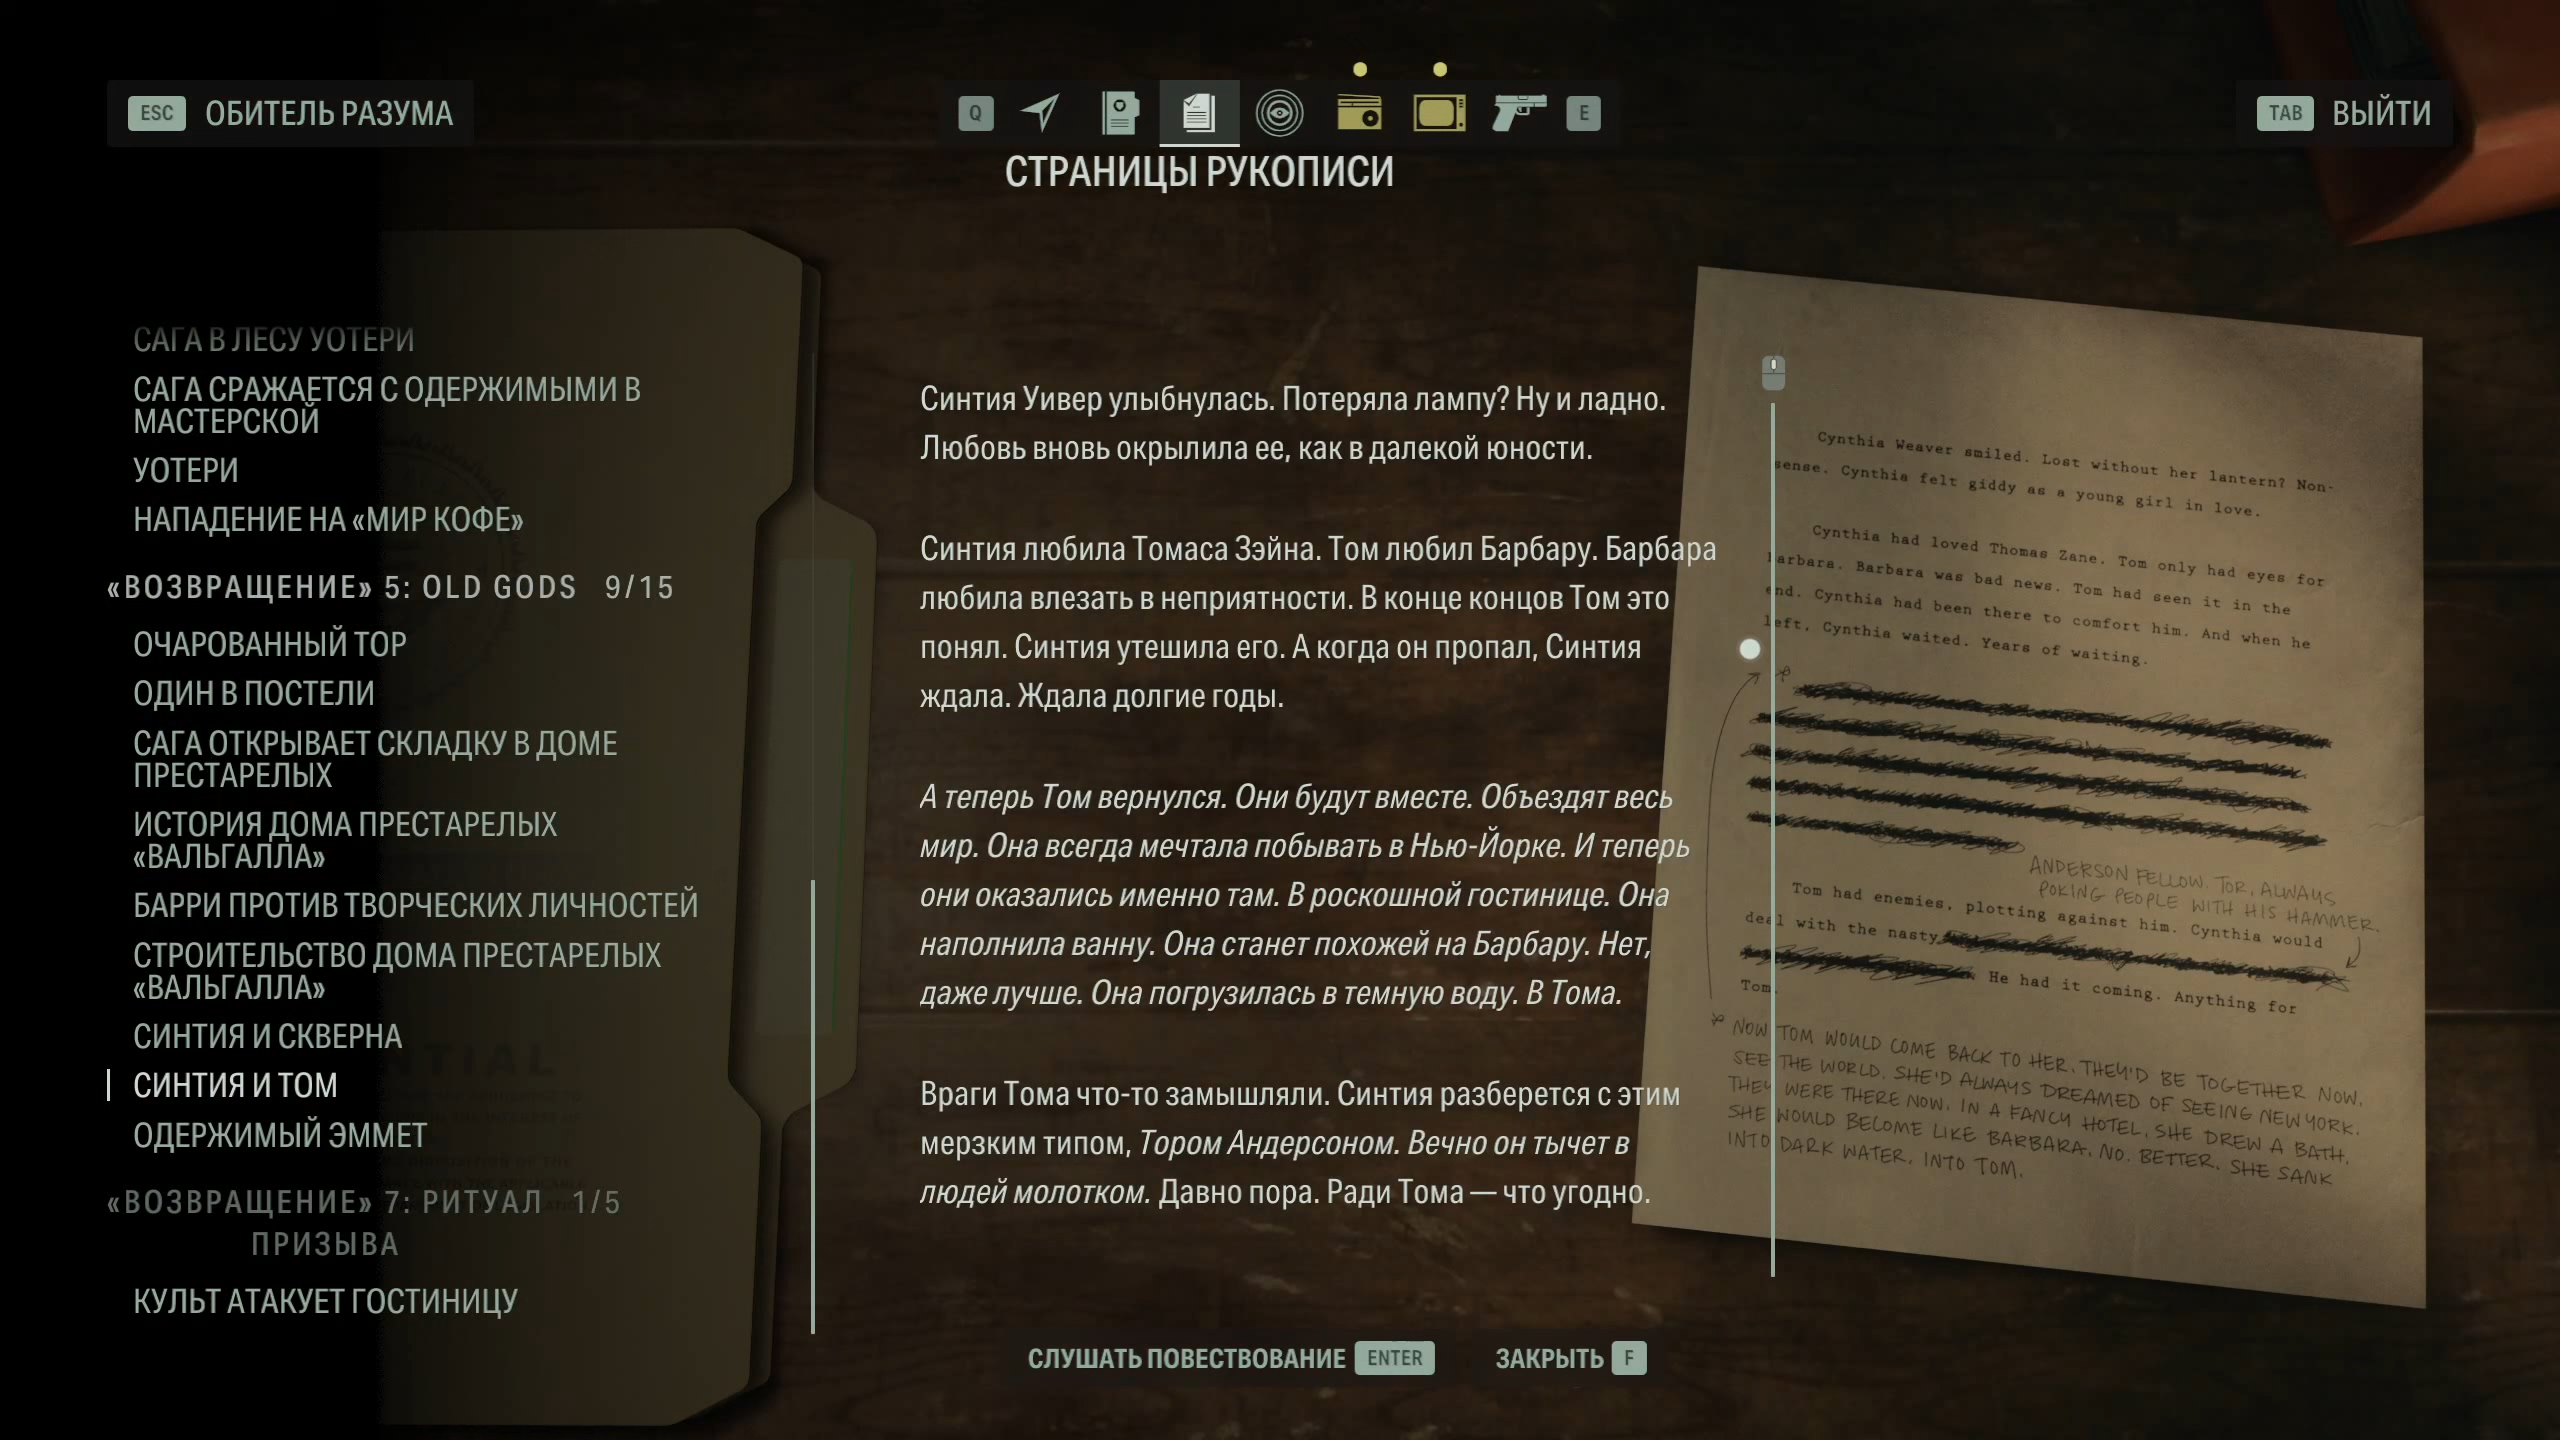 ESC ОБИТЕЛЬ РАЗУМА
Q
E
TAB ВЫЙТИ
СТРАНИЦЫ РУКОПИСИ
САГА В ЛЕСУ УОТЕРИ
САГА СРАЖАЕТСЯ С ОДЕРЖИМЫМИ В
МАСТЕРСКОЙ
УОТЕРИ
НАПАДЕНИЕ НА «МИР КОФЕ»
«ВОЗВРАЩЕНИЕ» 5: OLD GODS 9/15
ОЧАРОВАННЫЙ ТОР
ОДИН В ПОСТЕЛИ
САГА ОТКРЫВАЕТ СКЛАДКУ В ДОМЕ
ПРЕСТАРЕЛЫХ
ИСТОРИЯ ДОМА ПРЕСТАРЕЛЫХ
«ВАЛЬГАЛЛА»
БАРРИ ПРОТИВ ТВОРЧЕСКИХ ЛИЧНОСТЕЙ
СТРОИТЕЛЬСТВО ДОМА ПРЕСТАРЕЛЫХ
«ВАЛЬГАЛЛА»
СИНТИЯ И СКВЕРНА
СИНТИЯ И ТОМ
ОДЕРЖИМЫЙ ЭММЕТ
«ВОЗВРАЩЕНИЕ» 7: РИТУАЛ 1/5
ПРИЗЫВА
КУЛЬТ АТАКУЕТ ГОСТИНИЦУ
NTIAL
Синтия Уивер улыбнулась. Потеряла лампу? Ну и ладно.
Любовь вновь окрылила ее, как в далекой юности.
Синтия любила Томаса Зэйна. Том любил Барбару. Барбара
любила влезать в неприятности. В конце концов Том это
понял. Синтия утешила его. А когда он пропал, Синтия
ждала. Ждала долгие годы.
А теперь Том вернулся. Они будут вместе. Объездят весь
мир. Она всегда мечтала побывать в Нью-Йорке. И теперь
они оказались именно там. В роскошной гостинице. Она
наполнила ванну. Она станет похожей на Барбару. Нет,
даже лучше. Она погрузилась в темную воду. В Тома.
Враги Тома что-то замышляли. Синтия разберется с этим
мерзким типом, Тором Андерсоном. Вечно он тычет в
людей молотком. Давно пора. Ради Тома — что угодно.
Cynthia Weaver smiled. Lost without her lantern? Non-
sense. Cynthia felt giddy as a young girl in love.
Cynthia had loved Thomas Zane. Tom only had eyes for
Barbara. Barbara was bad news. Tom had seen it in the
end. Cynthia had been there to comfort him. And when he
left, Cynthia waited. Years of waiting.
ANDERSON FELLOW. TOR, ALWAYS
POKING PEOPLE WITH HIS HAMMER.
Tom had enemies, plotting against him. Cynthia would
deal with the nasty
He had it coming. Anything for
Tom.
NOW TOM WOULD COME BACK TO HER. THEY'D BE TOGETHER NOW.
SEE THE WORLD. SHE'D ALWAYS DREAMED OF SEEING NEW YORK.
THEY WERE THERE NOW. IN A FANCY HOTEL. SHE DREW A BATH.
SHE WOULD BECOME LIKE BARBARA. NO. BETTER. SHE SANK
INTO DARK WATER. INTO TOM.
СЛУШАТЬ ПОВЕСТВОВАНИЕ ENTER
ЗАКРЫТЬ F